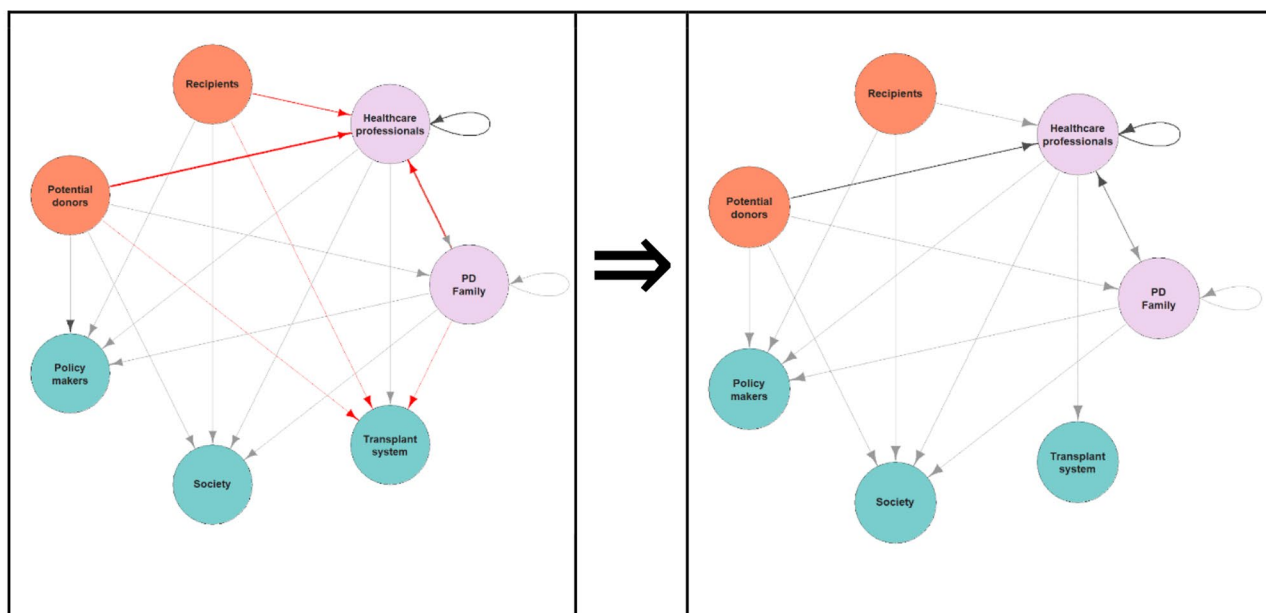 Recipients
Healthcare
professionals
Potential
donors
PD
Family
Policy
makers
Transplant
system
Society
Recipients
Healthcare
professionals
Potential
donors
PD
Family
Policy
makers
Transplant
system
Society